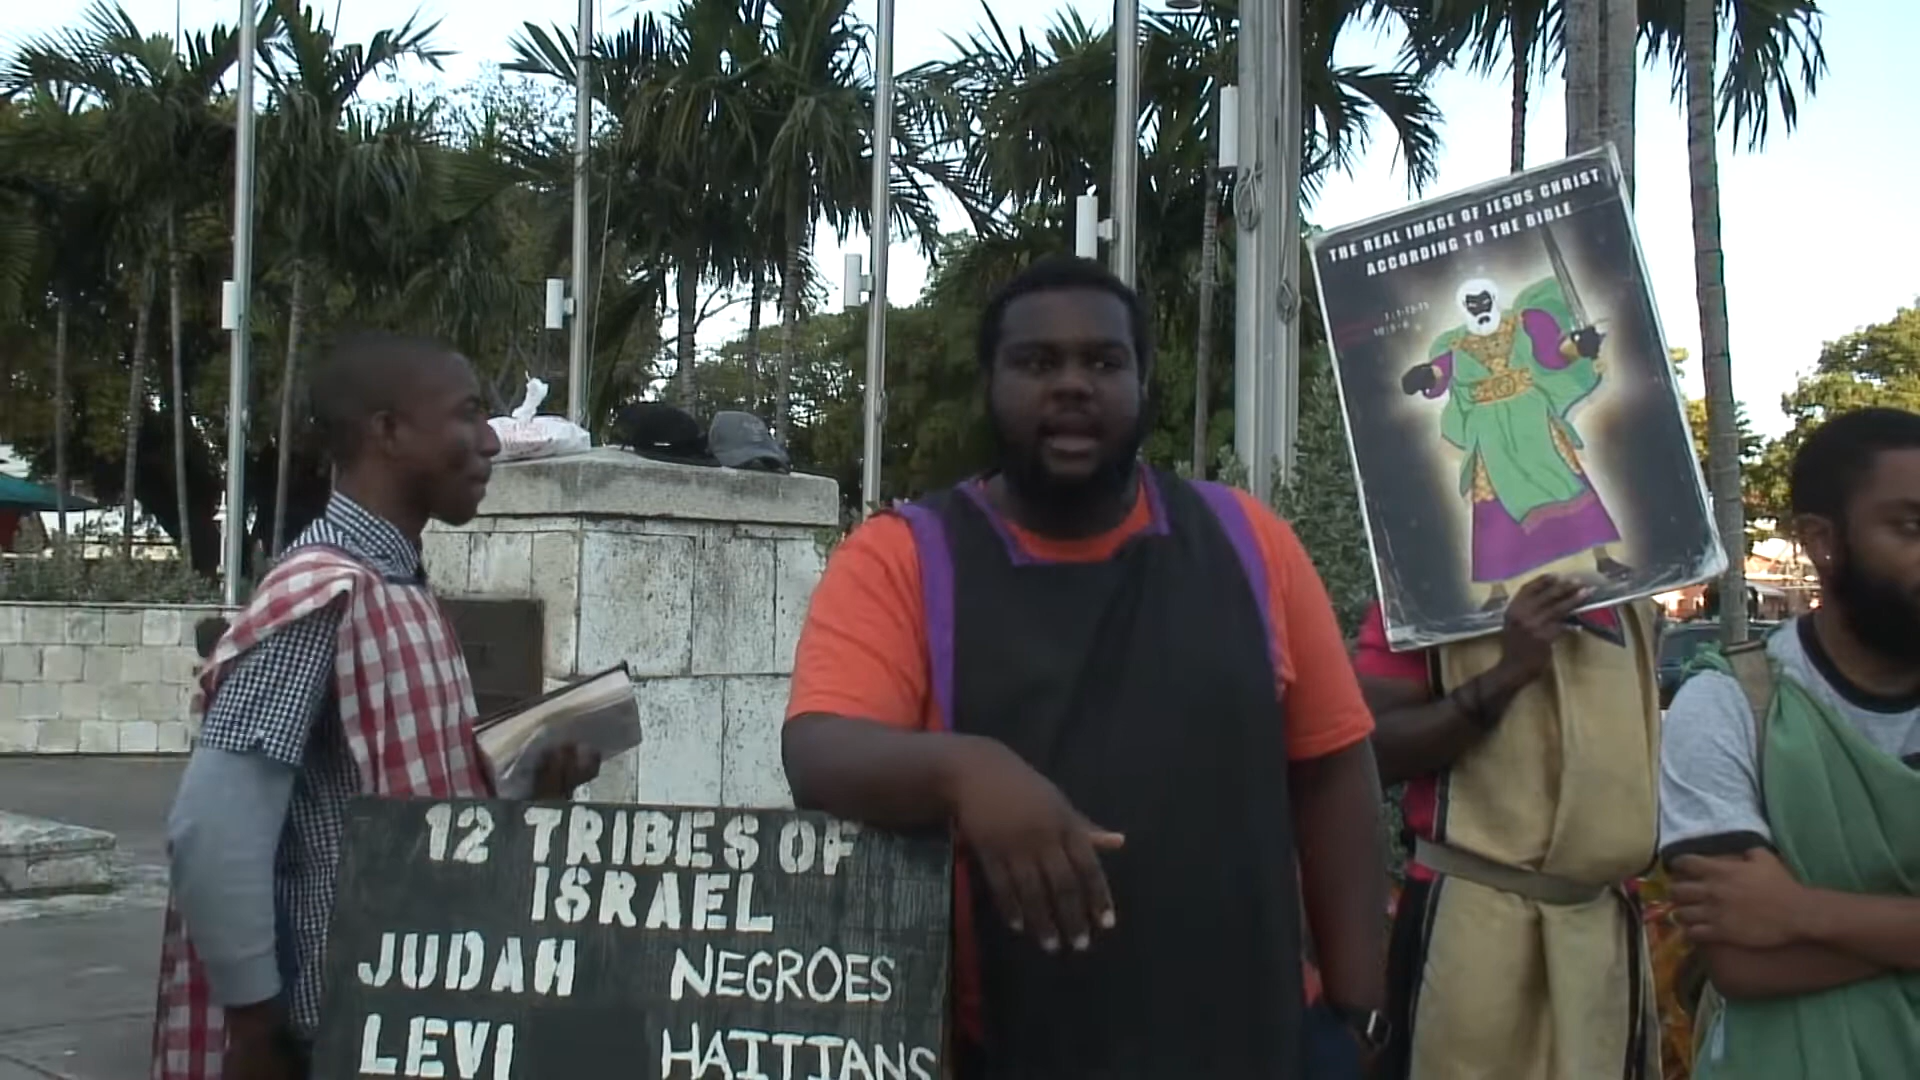 THE REAL IMAGE OF JESUS CHRIST
ACCORDING TO THE BIBLE
12 TRIBES OF
ISRAEL
JUDAH NEGROES
LEVI HAITIANS